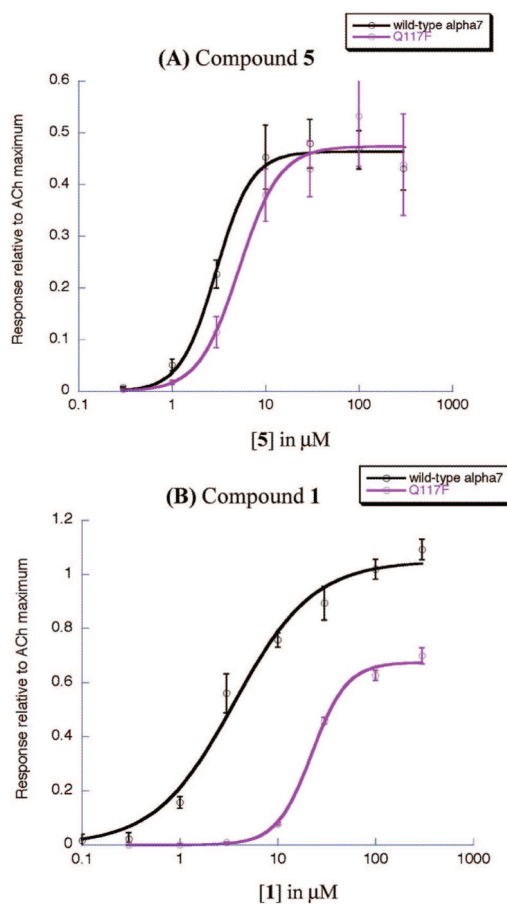 wild-type alpha7
Q117F
(A) Compound 5
Response relative to ACh maximum
0.6
0.5
0.4
0.3
0.2
0.1
0
0.1
1
10
100
1000
[5] in μM
wild-type alpha7
Q117F
(B) Compound 1
Response relative to ACh maximum
1.2
1
0.8
0.6
0.4
0.2
0
0.1
1
10
100
1000
[1] in μM